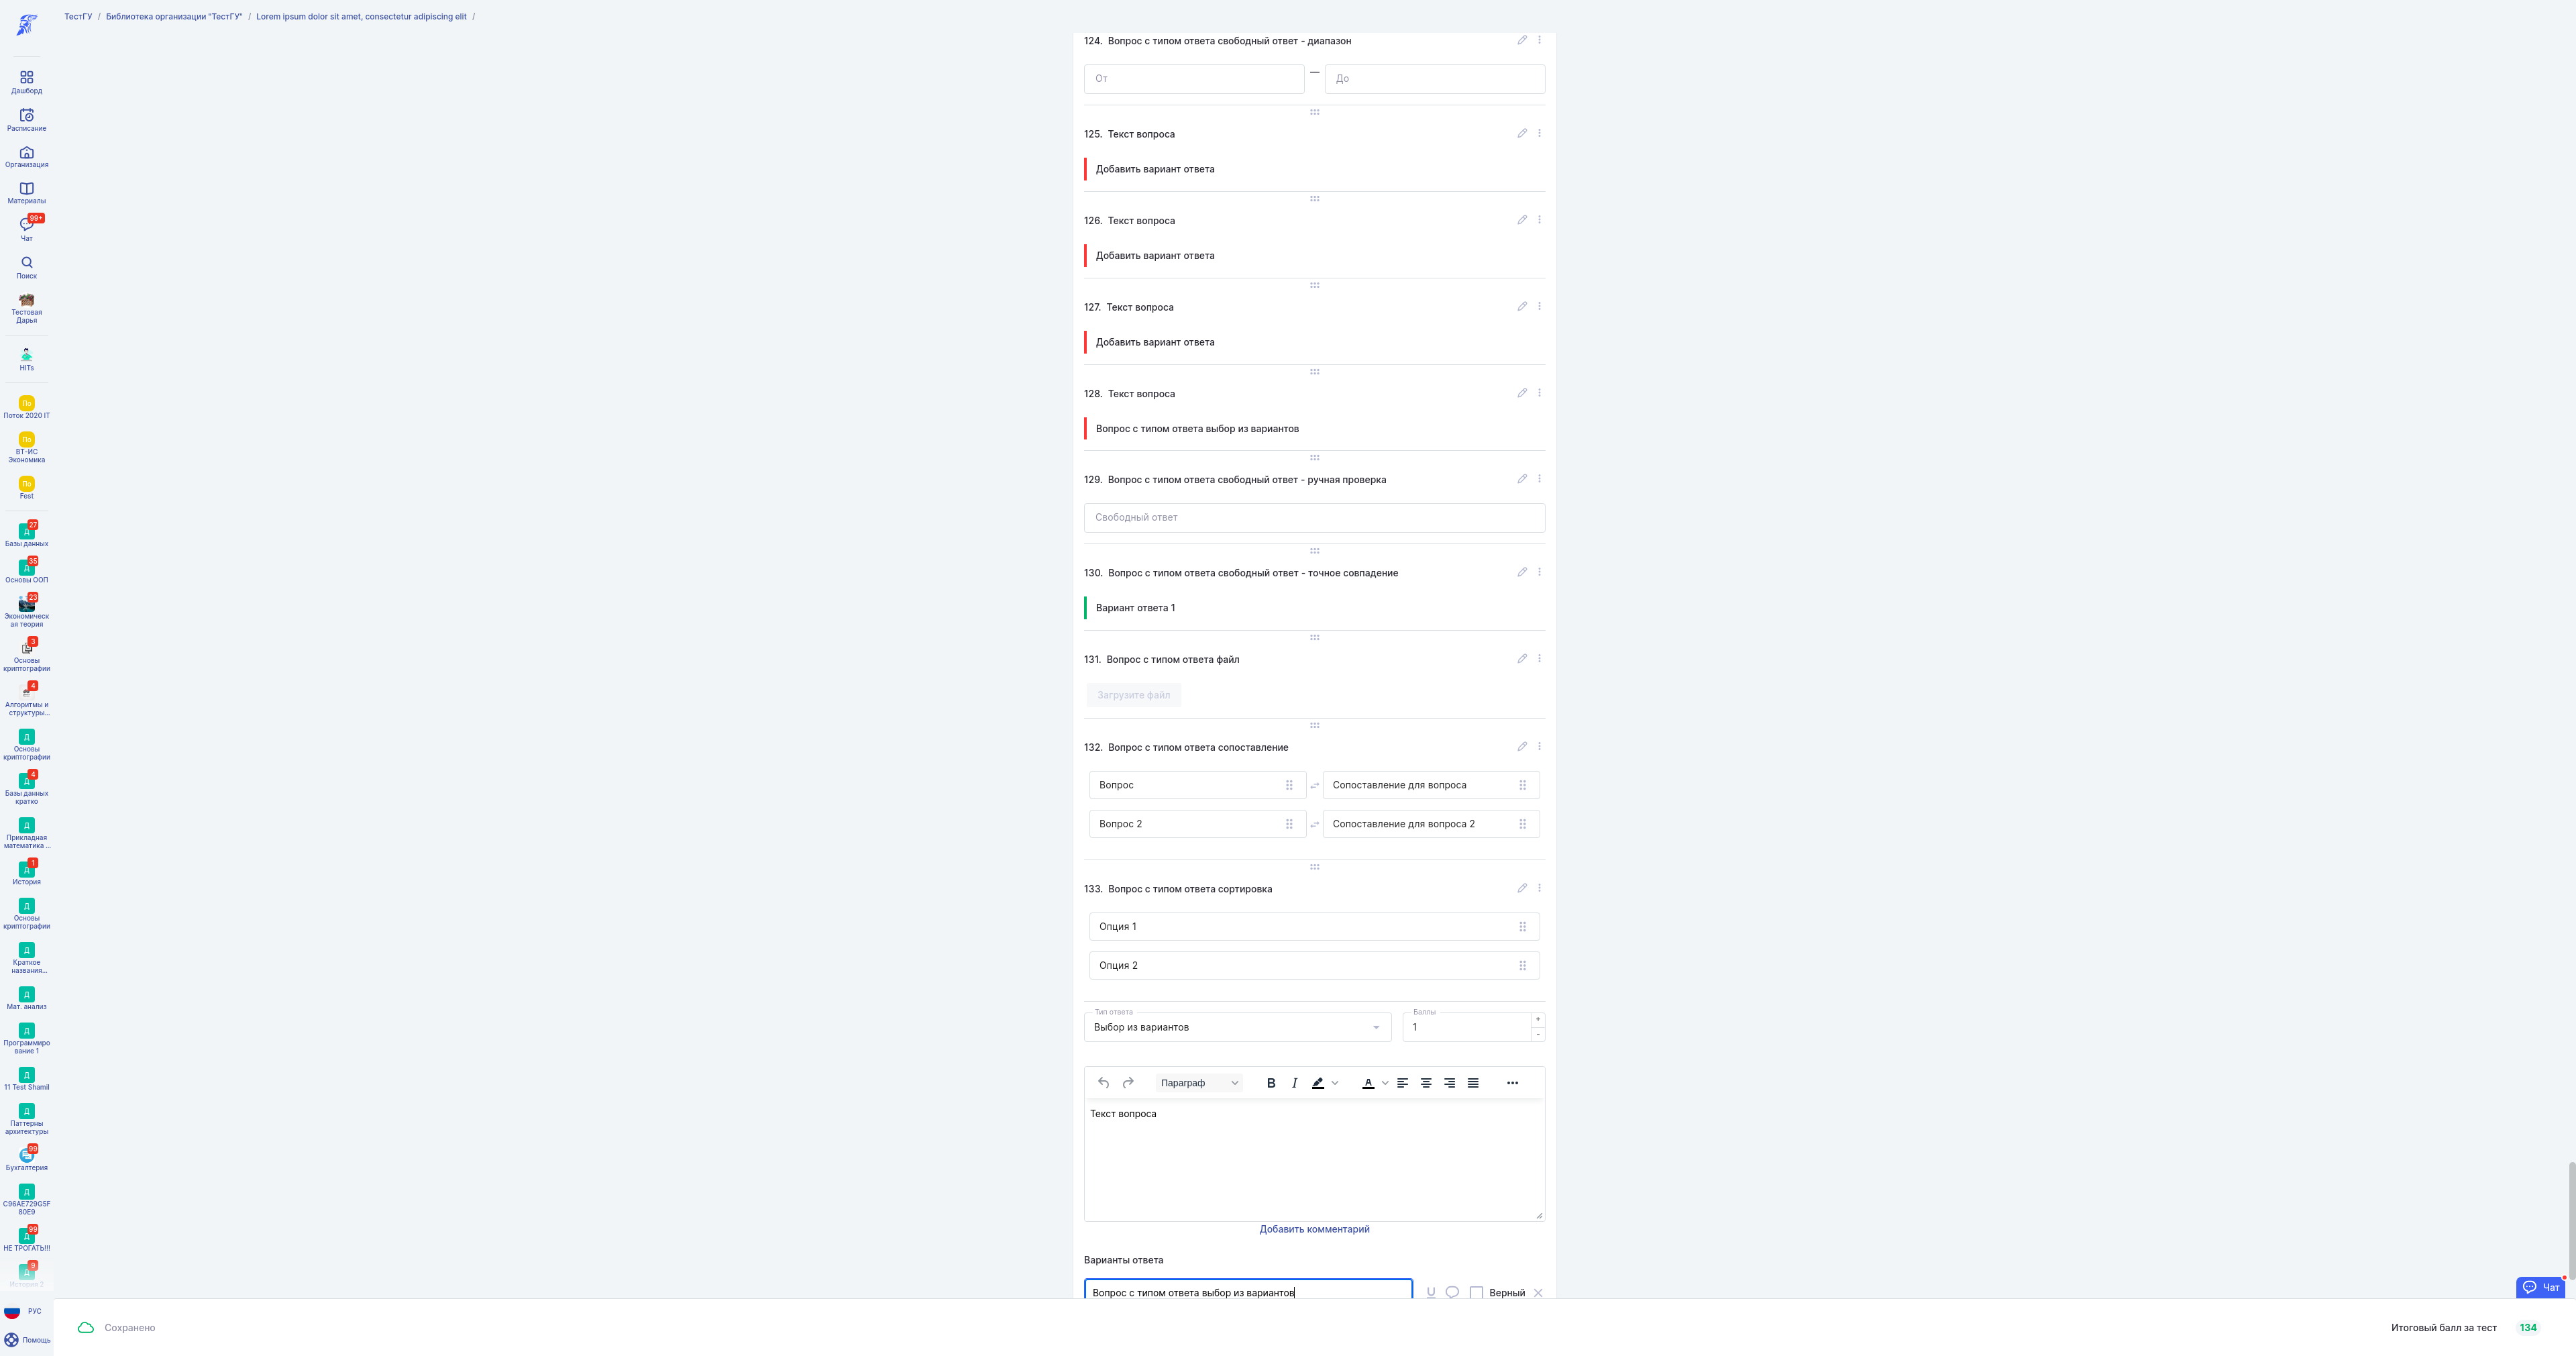 ТестГУ / Библиотека организации "ТестГУ" / Lorem ipsum dolor sit amet, consectetur adipiscing elit /
Дашборд
Расписание
Организация
Материалы
99+
Чат
Поиск
Тестовая
Дарья
HITs
По
Поток 2020 IT
По
ВТ-ИС
Экономика
По
Fest
27
Д
Базы данных
35
Д
Основы ООП
23
Экономическ
ая теория
3
Основы
криптографии
4
Алгоритмы и
структуры...
Д
Основы
криптографии
4
Д
Базы данных
кратко
Д
Прикладная
математика ...
1
Д
История
Д
Основы
криптографии
Д
Краткое
названия...
Д
Мат. анализ
Д
Программиро
вание 1
Д
11 Test Shamil
Д
Паттерны
архитектуры
99
Бухгалтерия
Д
C96AE729G5F
80E9
99
Д
НЕ ТРОГАТЬ!!!
9
Д
История 2
РУС
Помощь
124. Вопрос с типом ответа свободный ответ - диапазон
От — До
125. Текст вопроса
Добавить вариант ответа
126. Текст вопроса
Добавить вариант ответа
127. Текст вопроса
Добавить вариант ответа
128. Текст вопроса
Вопрос с типом ответа выбор из вариантов
129. Вопрос с типом ответа свободный ответ - ручная проверка
Свободный ответ
130. Вопрос с типом ответа свободный ответ - точное совпадение
Вариант ответа 1
131. Вопрос с типом ответа файл
Загрузите файл
132. Вопрос с типом ответа сопоставление
Вопрос Сопоставление для вопроса
Вопрос 2 Сопоставление для вопроса 2
133. Вопрос с типом ответа сортировка
Опция 1
Опция 2
Тип ответа Баллы
Выбор из вариантов 1 + -
Параграф B I A
Текст вопроса
Добавить комментарий
Варианты ответа
Вопрос с типом ответа выбор из вариантов Верный
Чат
Сохранено
Итоговый балл за тест 134